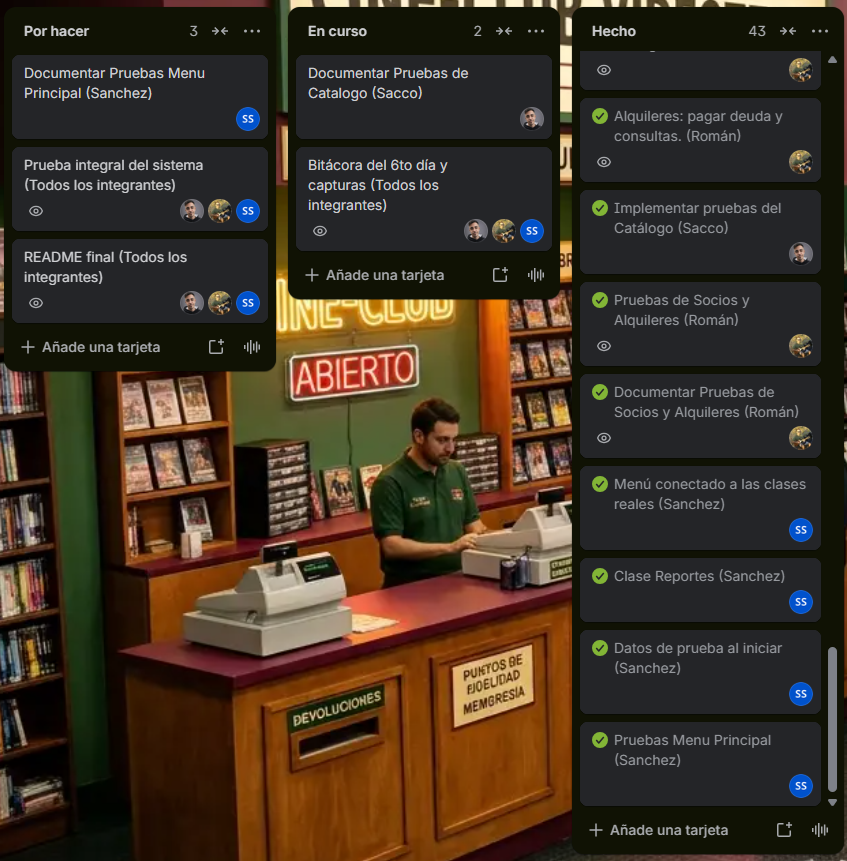 Por hacer
3
Documentar Pruebas Menu
Principal (Sanchez)
SS
Prueba integral del sistema
(Todos los integrantes)
SS
README final (Todos los
integrantes)
SS
Añade una tarjeta
En curso
2
Documentar Pruebas de
Catalogo (Sacco)
Bitácora del 6to día y
capturas (Todos los
integrantes)
SS
Añade una tarjeta
Hecho
43
Alquileres: pagar deuda y
consultas. (Román)
Implementar pruebas del
Catálogo (Sacco)
Pruebas de Socios y
Alquileres (Román)
Documentar Pruebas de
Socios y Alquileres (Román)
Menú conectado a las clases
reales (Sanchez)
SS
Clase Reportes (Sanchez)
SS
Datos de prueba al iniciar
(Sanchez)
SS
Pruebas Menu Principal
(Sanchez)
SS
Añade una tarjeta
CINE-CLUB
INE-CLUB
ABIERTO
DEVOLUCIONES
PUNTOS DE
FIDELIDAD
MEMGRESIA